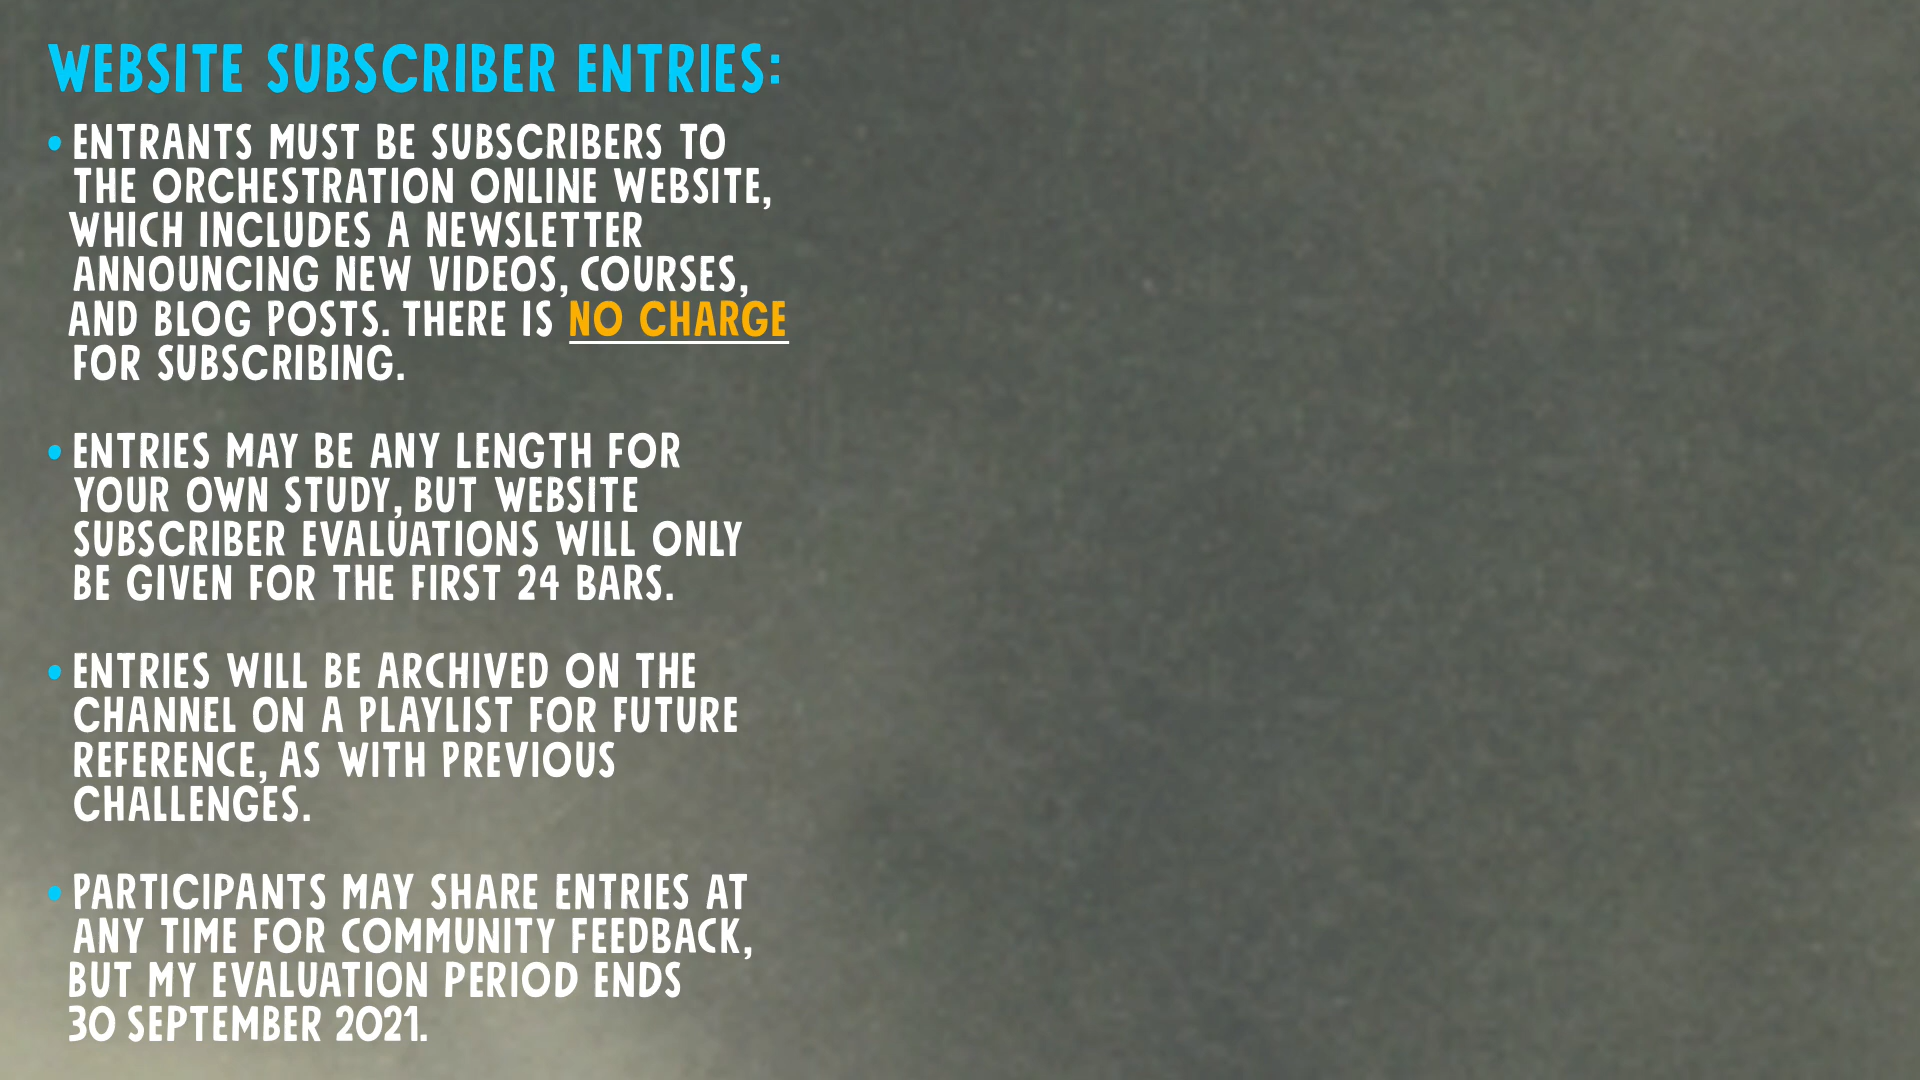 WEBSITE SUBSCRIBER ENTRIES:
• ENTRANTS MUST BE SUBSCRIBERS TO
THE ORCHESTRATION ONLINE WEBSITE,
WHICH INCLUDES A NEWSLETTER
ANNOUNCING NEW VIDEOS, COURSES,
AND BLOG POSTS. THERE IS NO CHARGE
FOR SUBSCRIBING.
• ENTRIES MAY BE ANY LENGTH FOR
YOUR OWN STUDY, BUT WEBSITE
SUBSCRIBER EVALUATIONS WILL ONLY
BE GIVEN FOR THE FIRST 24 BARS.
• ENTRIES WILL BE ARCHIVED ON THE
CHANNEL ON A PLAYLIST FOR FUTURE
REFERENCE, AS WITH PREVIOUS
CHALLENGES.
• PARTICIPANTS MAY SHARE ENTRIES AT
ANY TIME FOR COMMUNITY FEEDBACK,
BUT MY EVALUATION PERIOD ENDS
30 SEPTEMBER 2021.